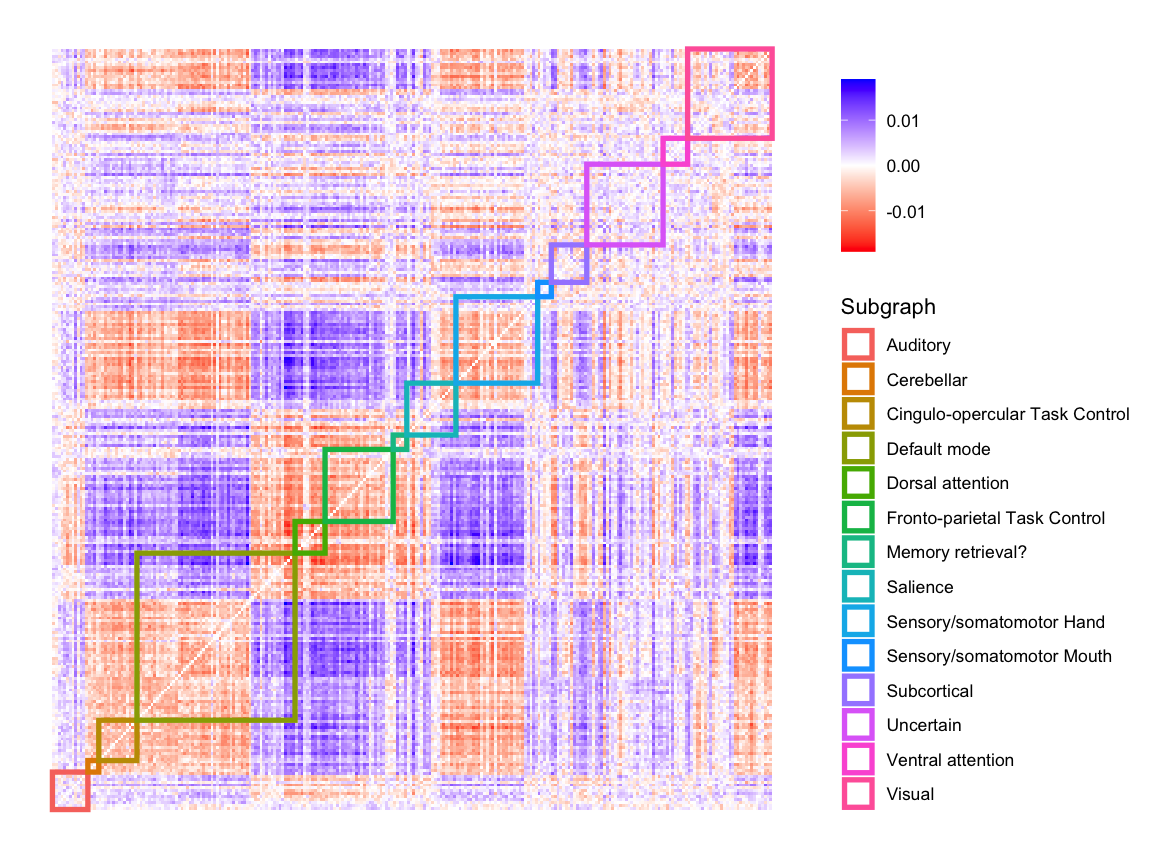 0.01
0.00
-0.01
Subgraph
Auditory
Cerebellar
Cingulo-opercular Task Control
Default mode
Dorsal attention
Fronto-parietal Task Control
Memory retrieval?
Salience
Sensory/somatomotor Hand
Sensory/somatomotor Mouth
Subcortical
Uncertain
Ventral attention
Visual